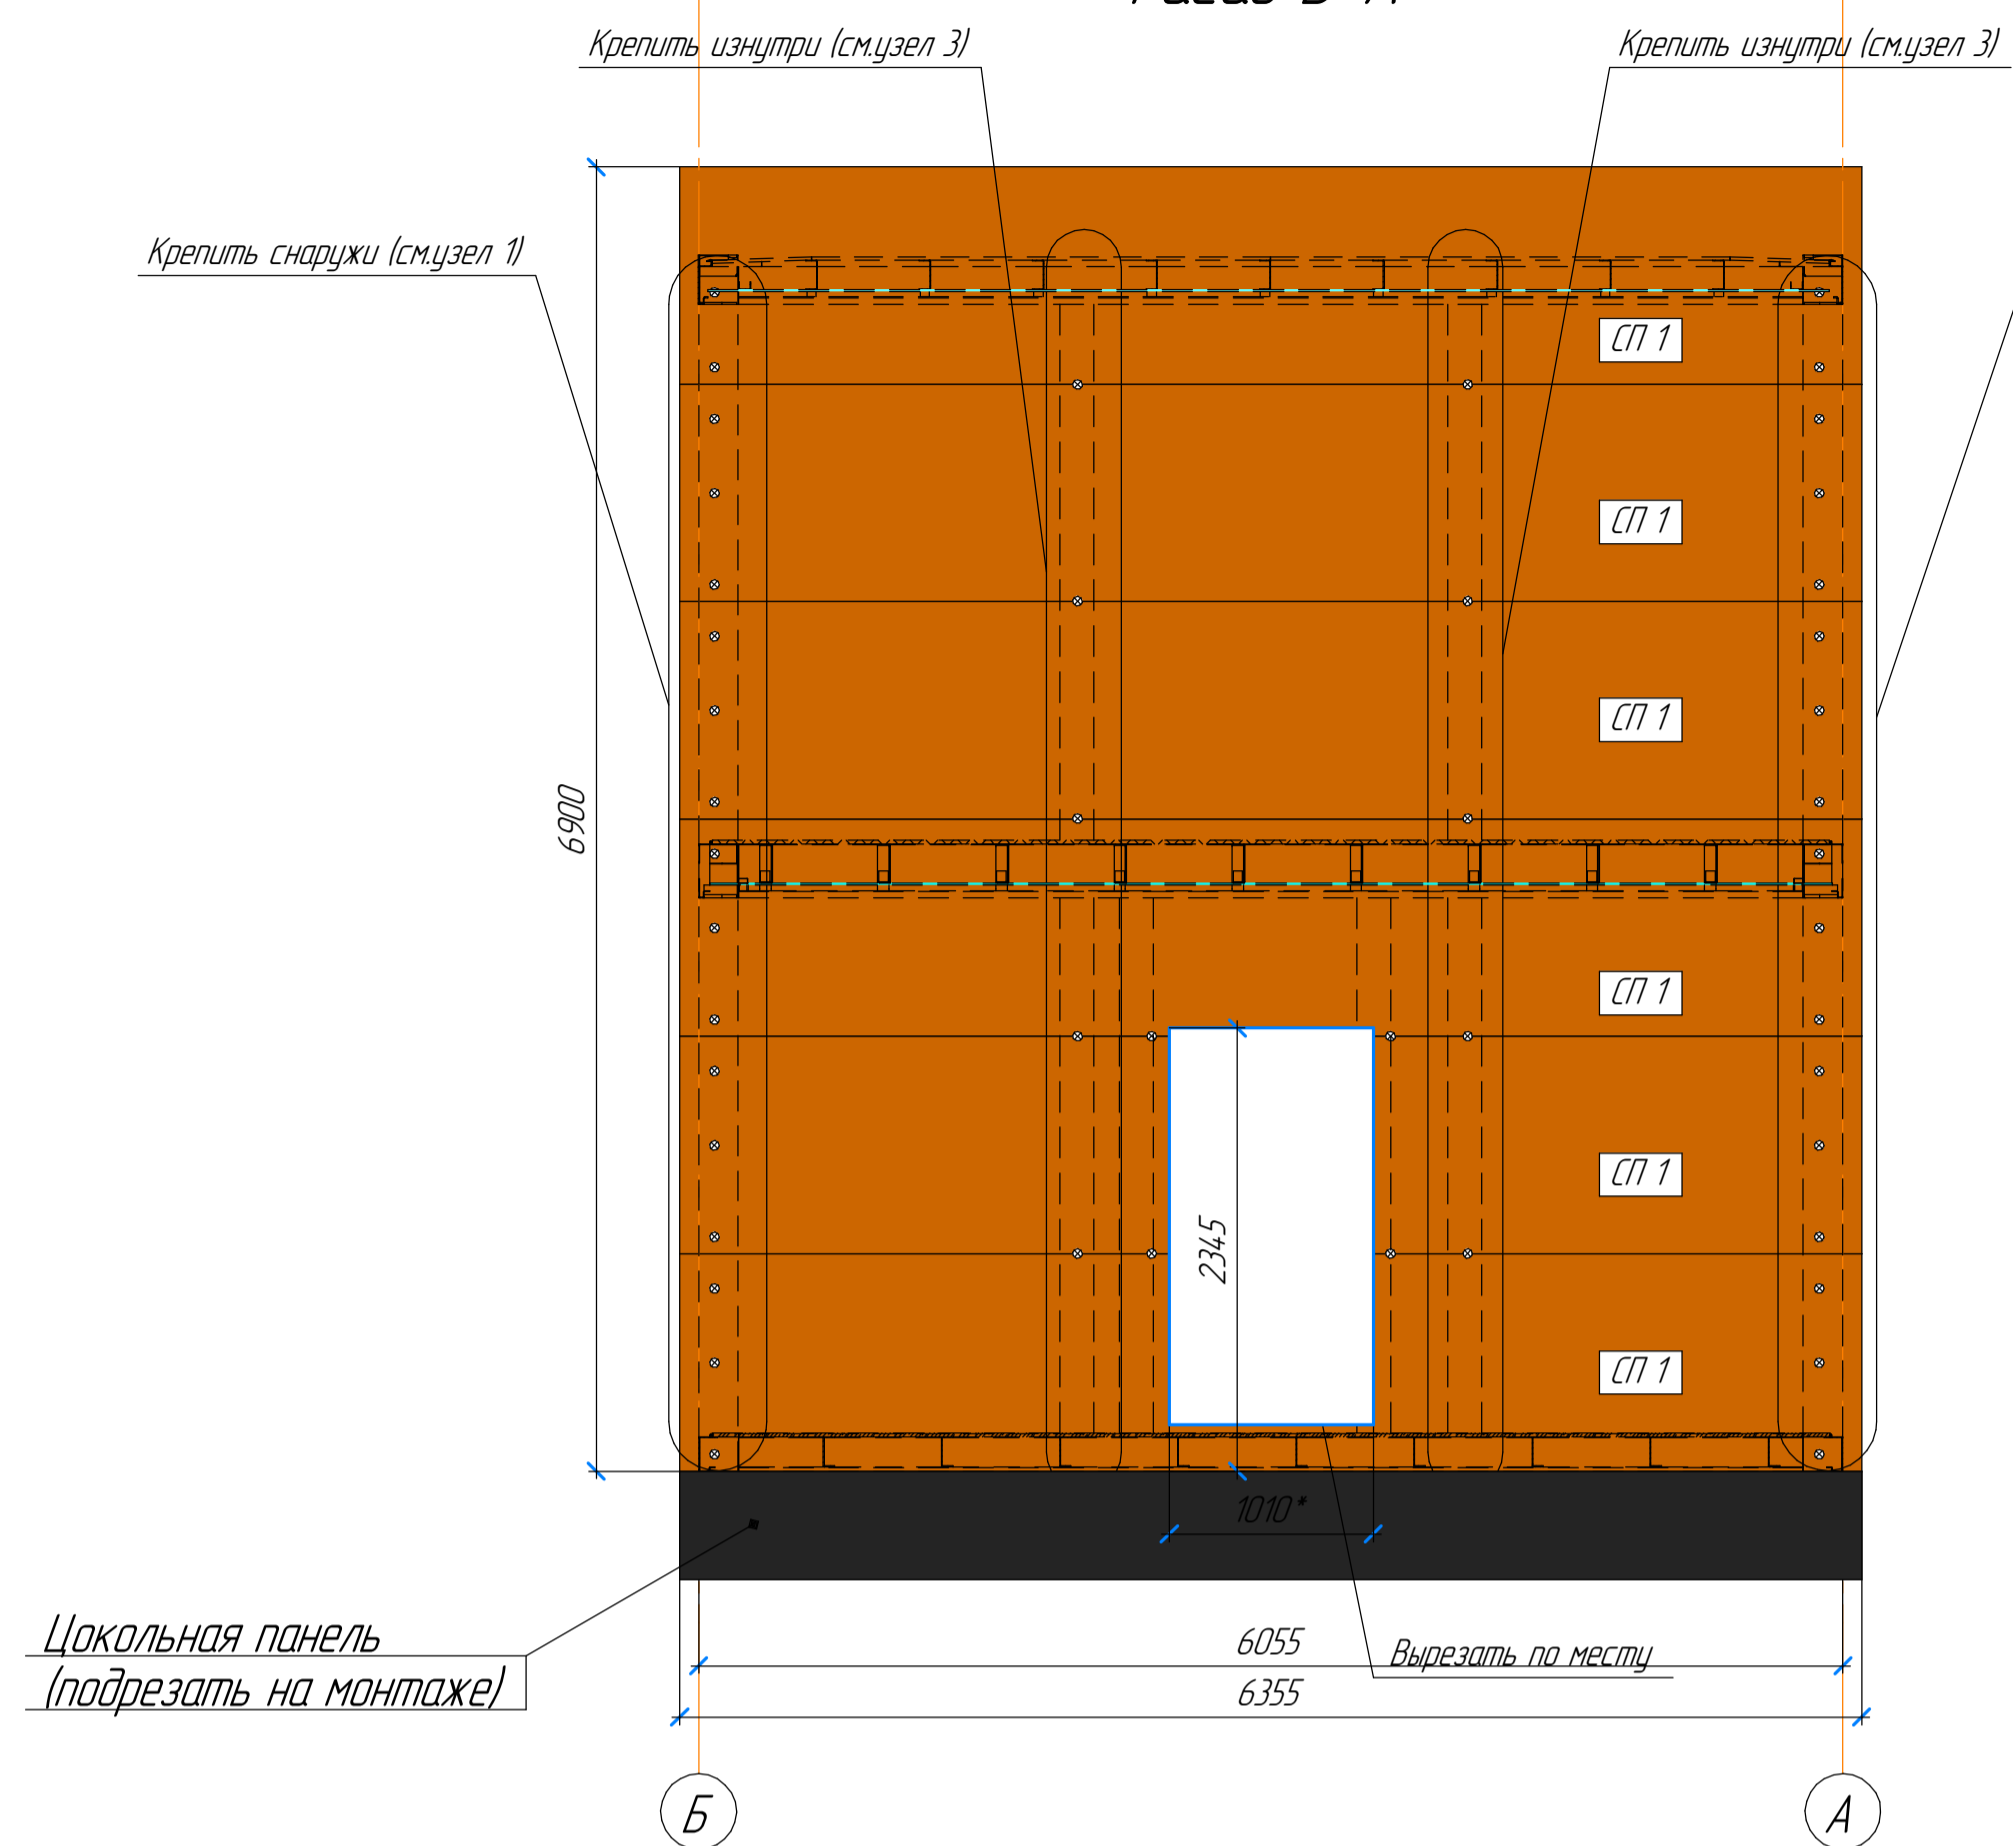 Крепить изнутри (см.узел 3)
Крепить изнутри (см.узел 3)
Крепить снаружи (см.узел 1)
СП 1
СП 1
СП 1
6900
СП 1
СП 1
2345
СП 1
1010*
Цокольная панель
(подрезать на монтаже)
6055
Вырезать по месту
6355
Б
А